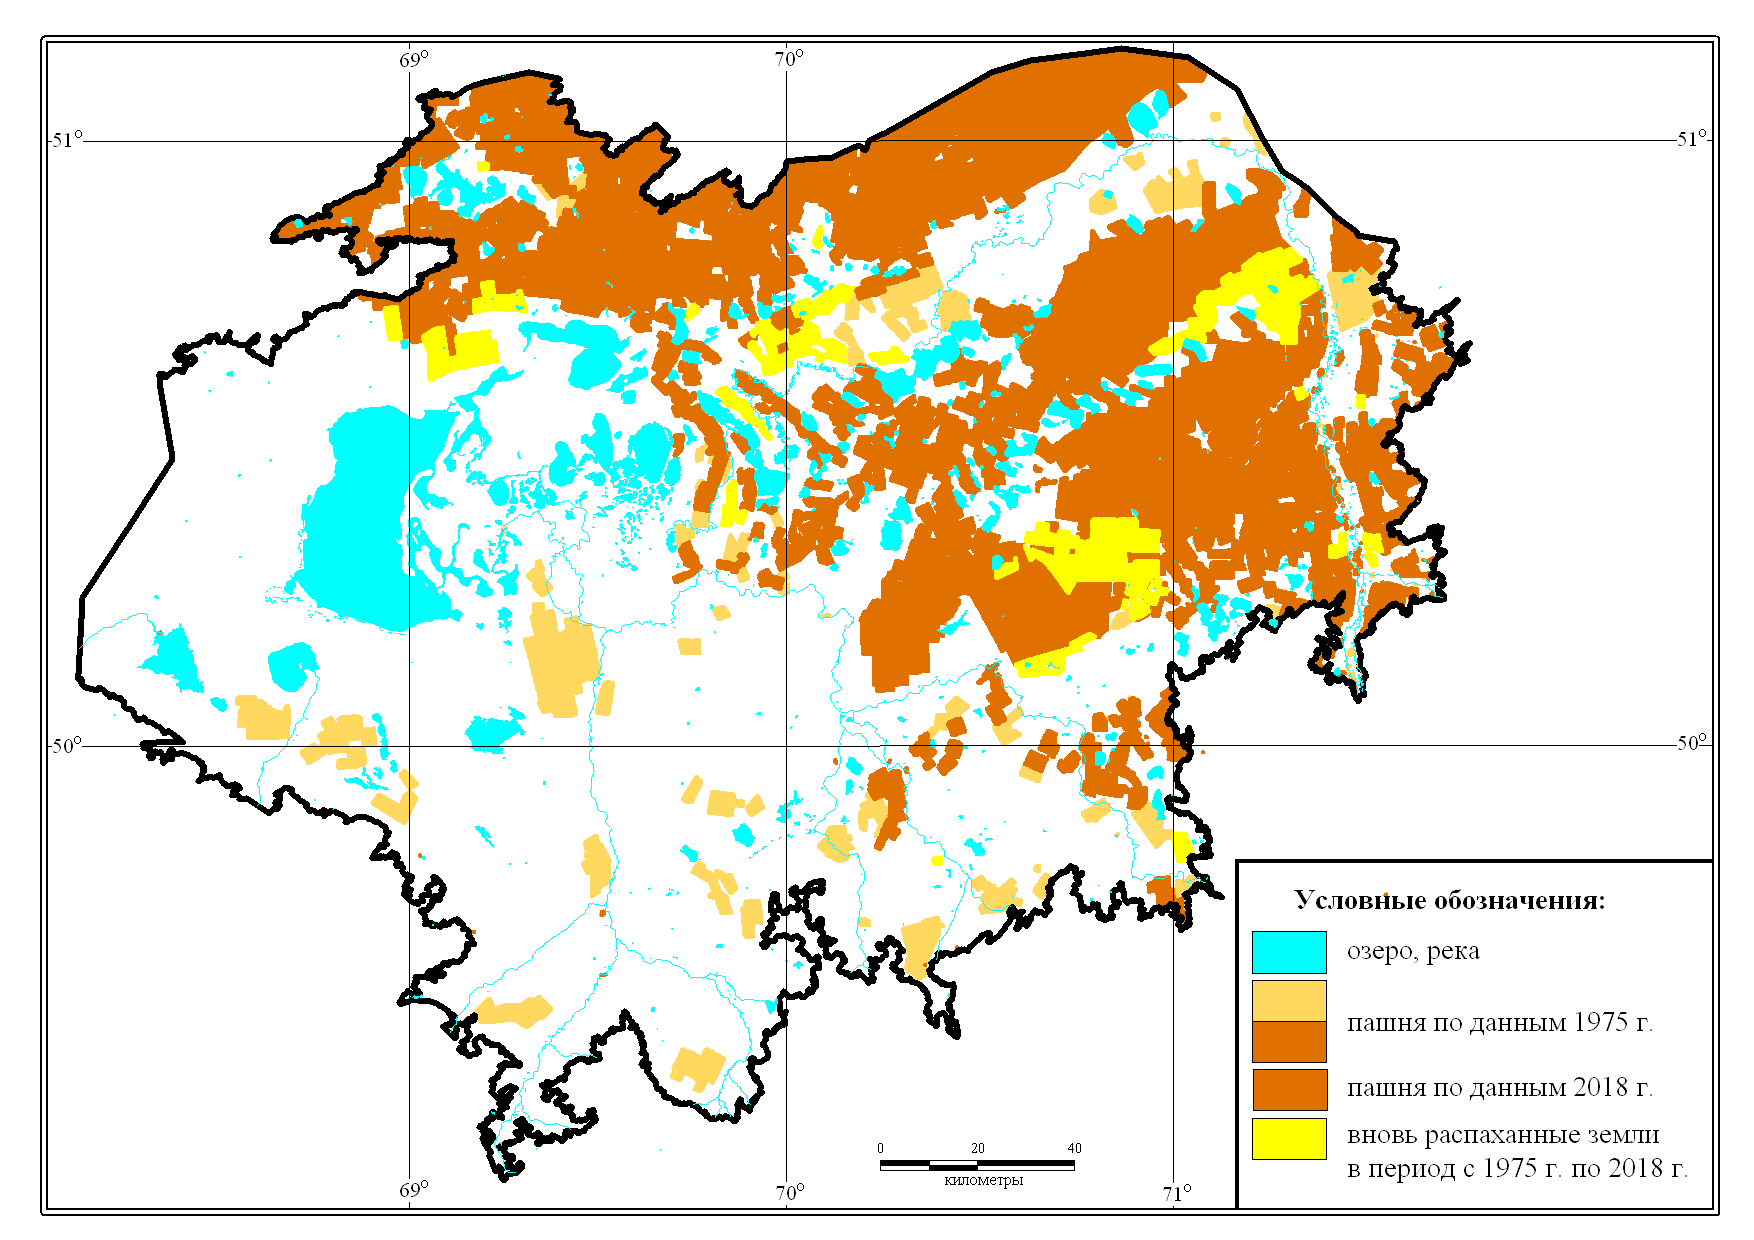 69°
70°
51°
51°
50°
50°
Условные обозначения:
озеро, река
пашня по данным 1975 г.
пашня по данным 2018 г.
вновь распаханные земли
в период с 1975 г. по 2018 г.
0 20 40
километры
69°
70°
71°